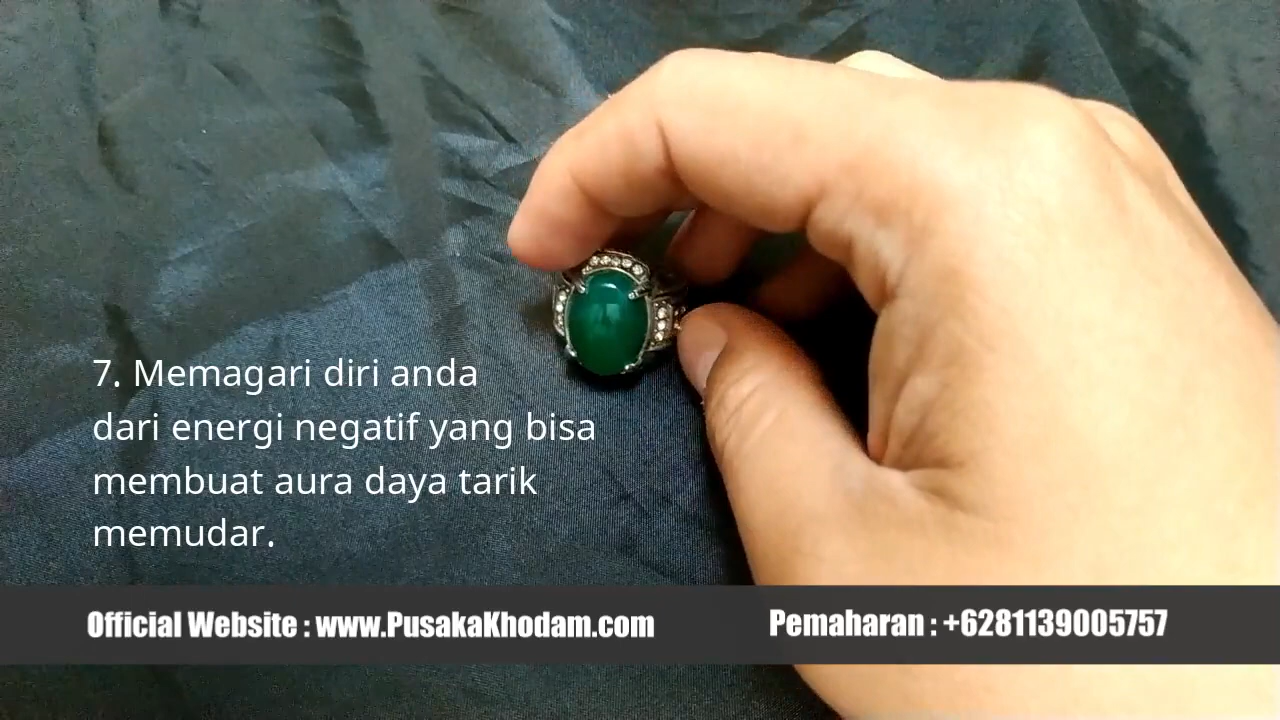 7. Memagari diri anda
dari energi negatif yang bisa
membuat aura daya tarik
memudar.
Official Website : www.PusakaKhodam.com
Pemaharan : +6281139005757